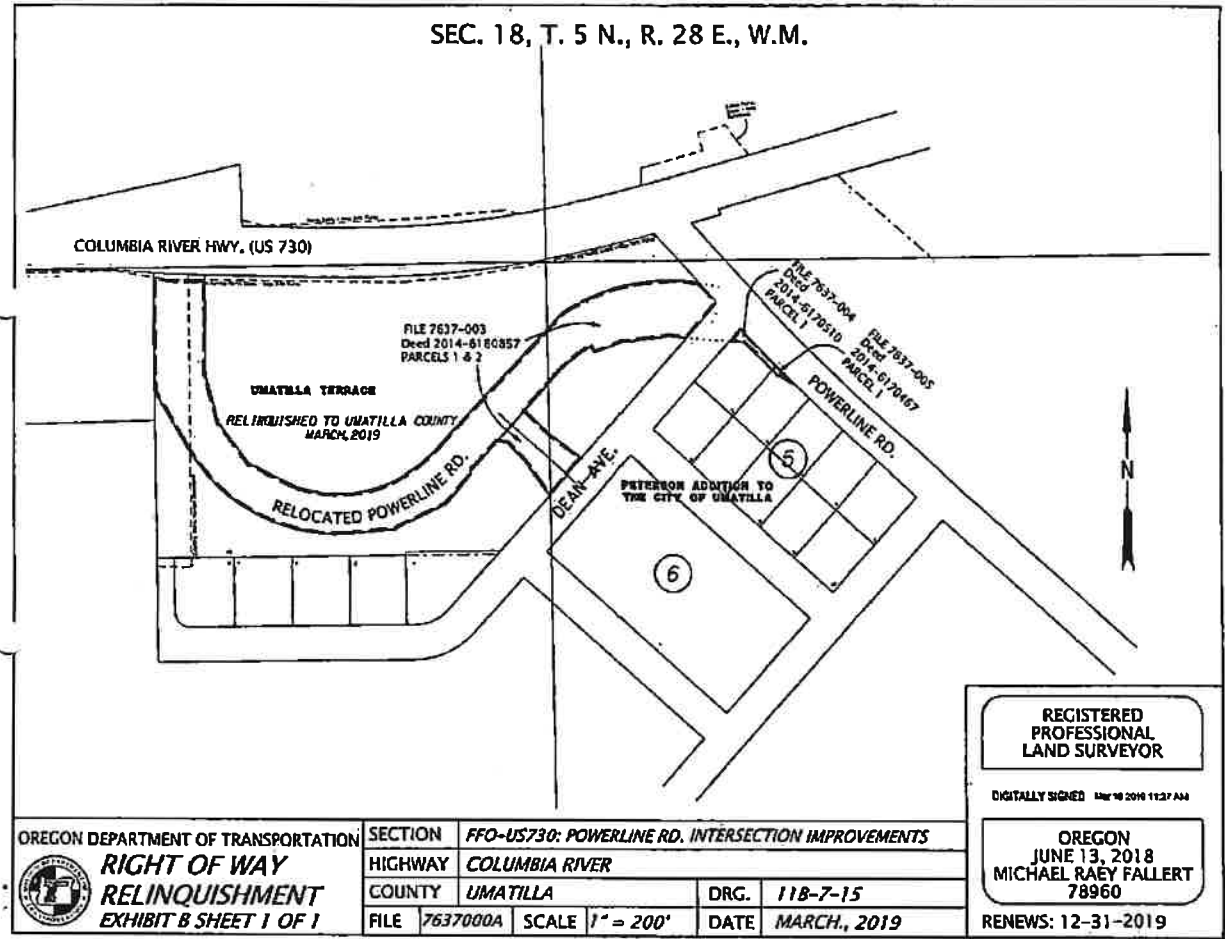 SEC. 18, T. 5 N., R. 28 E., W.M.
COLUMBIA RIVER HWY. (US 730)
FILE 7637-003
Deed 2014-6180857
PARCELS 1 & 2
FILE 7637-004
Deed
2014-6170510
PARCEL 1
FILE 7637-005
Deed
2014-6170467
PARCEL 1
UMATILLA TERRACE
RELINQUISHED TO UMATILLA COUNTY
MARCH, 2019
RELOCATED POWERLINE RD.
POWERLINE RD.
DEAN AVE.
PETERSON ADDITION TO
THE CITY OF UMATILLA
5
6
N
REGISTERED
PROFESSIONAL
LAND SURVEYOR
DIGITALLY SIGNED
OREGON
JUNE 13, 2018
MICHAEL RAEY FALLERT
78960
RENEWS: 12-31-2019
OREGON DEPARTMENT OF TRANSPORTATION
RIGHT OF WAY
RELINQUISHMENT
EXHIBIT B SHEET 1 OF 1
SECTION FFO-US730: POWERLINE RD. INTERSECTION IMPROVEMENTS
HIGHWAY COLUMBIA RIVER
COUNTY UMATILLA DRG. 11B-7-15
FILE 7637000A SCALE 1" = 200' DATE MARCH., 2019